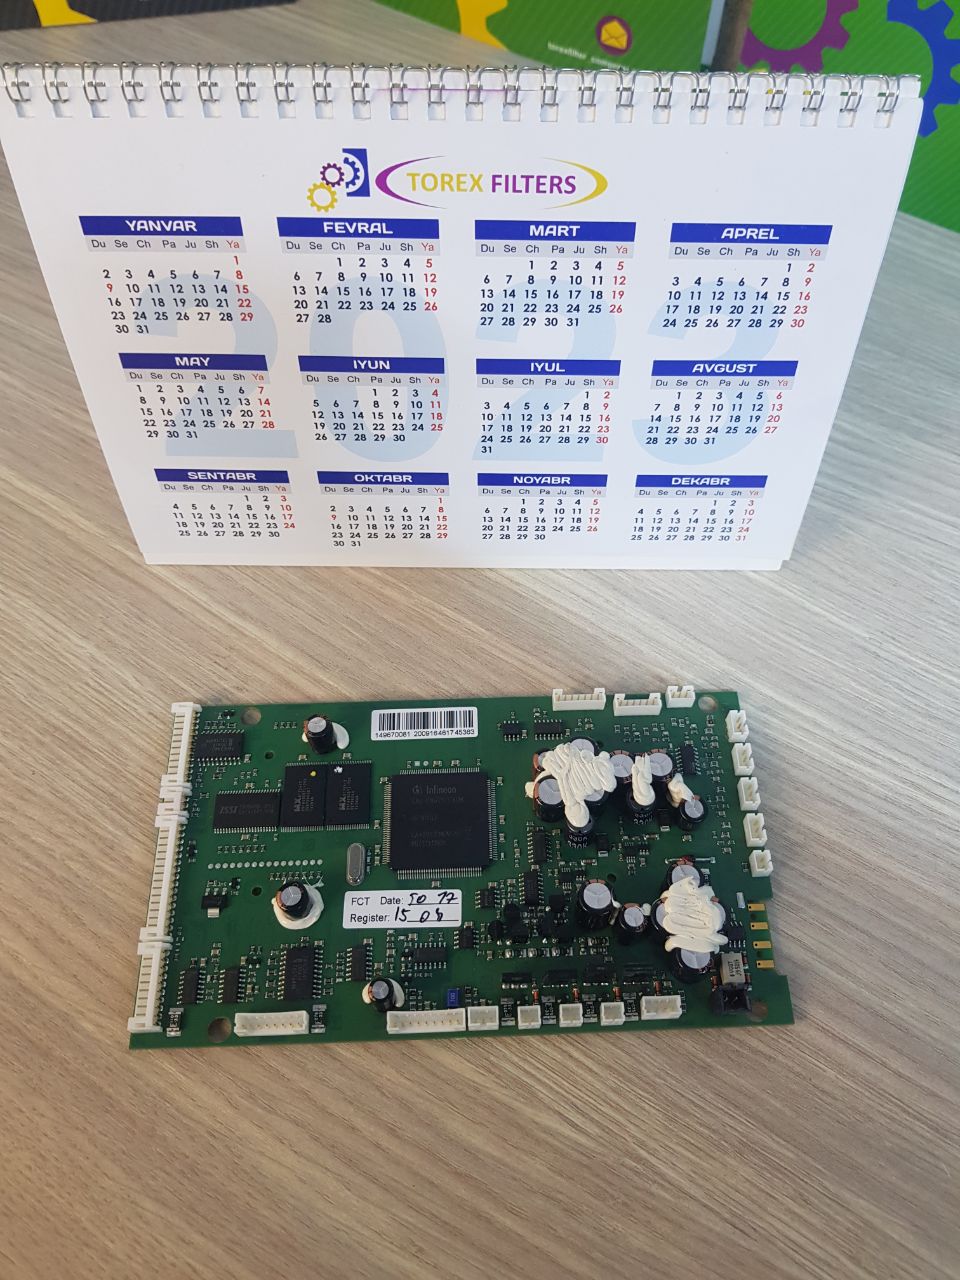 TOREX FILTERS
2023
YANVAR
Du Se Ch Pa Ju Sh Ya
1
2 3 4 5 6 7 8
9 10 11 12 13 14 15
16 17 18 19 20 21 22
23 24 25 26 27 28 29
30 31
FEVRAL
Du Se Ch Pa Ju Sh Ya
1 2 3 4 5
6 7 8 9 10 11 12
13 14 15 16 17 18 19
20 21 22 23 24 25 26
27 28
MART
Du Se Ch Pa Ju Sh Ya
1 2 3 4 5
6 7 8 9 10 11 12
13 14 15 16 17 18 19
20 21 22 23 24 25 26
27 28 29 30 31
APREL
Du Se Ch Pa Ju Sh Ya
1 2
3 4 5 6 7 8 9
10 11 12 13 14 15 16
17 18 19 20 21 22 23
24 25 26 27 28 29 30
MAY
Du Se Ch Pa Ju Sh Ya
1 2 3 4 5 6 7
8 9 10 11 12 13 14
15 16 17 18 19 20 21
22 23 24 25 26 27 28
29 30 31
IYUN
Du Se Ch Pa Ju Sh Ya
1 2 3 4
5 6 7 8 9 10 11
12 13 14 15 16 17 18
19 20 21 22 23 24 25
26 27 28 29 30
IYUL
Du Se Ch Pa Ju Sh Ya
1 2
3 4 5 6 7 8 9
10 11 12 13 14 15 16
17 18 19 20 21 22 23
24 25 26 27 28 29 30
31
AVGUST
Du Se Ch Pa Ju Sh Ya
1 2 3 4 5 6
7 8 9 10 11 12 13
14 15 16 17 18 19 20
21 22 23 24 25 26 27
28 29 30 31
SENTABR
Du Se Ch Pa Ju Sh Ya
1 2 3
4 5 6 7 8 9 10
11 12 13 14 15 16 17
18 19 20 21 22 23 24
25 26 27 28 29 30
OKTABR
Du Se Ch Pa Ju Sh Ya
1
2 3 4 5 6 7 8
9 10 11 12 13 14 15
16 17 18 19 20 21 22
23 24 25 26 27 28 29
30 31
NOYABR
Du Se Ch Pa Ju Sh Ya
1 2 3 4 5
6 7 8 9 10 11 12
13 14 15 16 17 18 19
20 21 22 23 24 25 26
27 28 29 30
DEKABR
Du Se Ch Pa Ju Sh Ya
1 2 3
4 5 6 7 8 9 10
11 12 13 14 15 16 17
18 19 20 21 22 23 24
25 26 27 28 29 30 31
149670081 200916461745383
Infineon
ISSI
MX
MX
FCT Date: 50 17
Register: 15 08